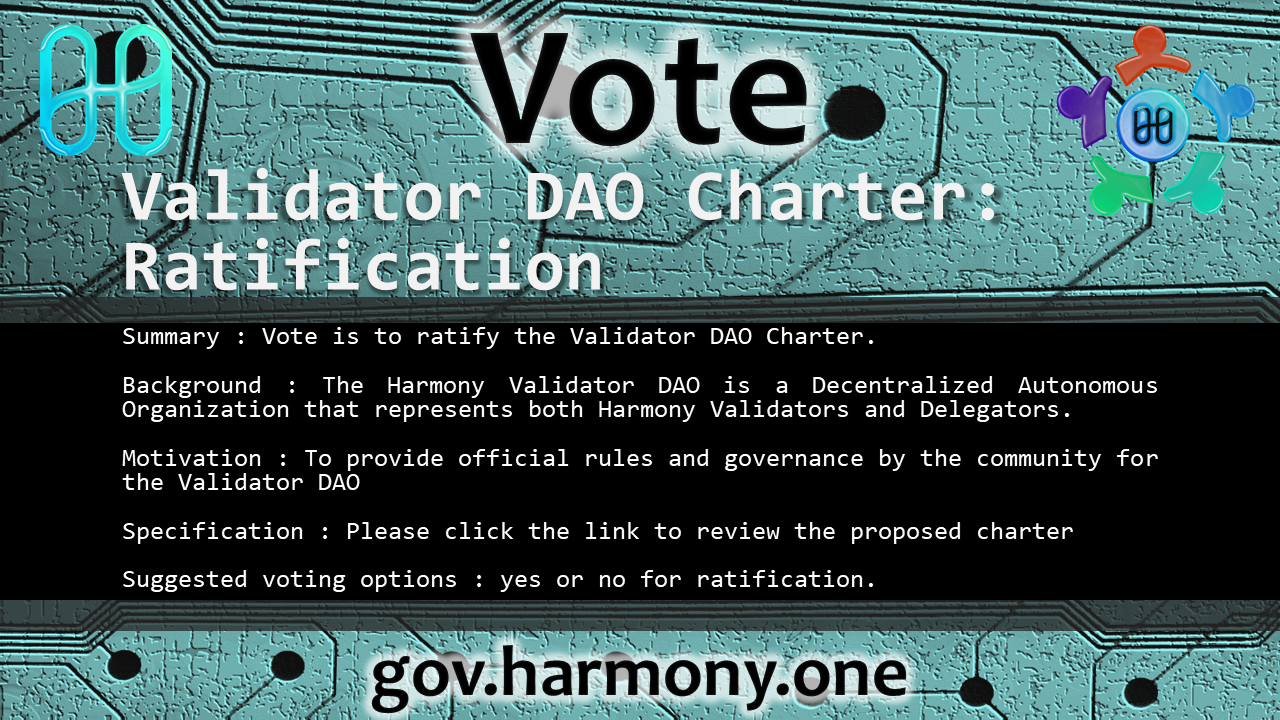 Vote
Validator DAO Charter:
Ratification
Summary : Vote is to ratify the Validator DAO Charter.
Background : The Harmony Validator DAO is a Decentralized Autonomous
Organization that represents both Harmony Validators and Delegators.
Motivation : To provide official rules and governance by the community for
the Validator DAO
Specification : Please click the link to review the proposed charter
Suggested voting options : yes or no for ratification.
gov.harmony.one